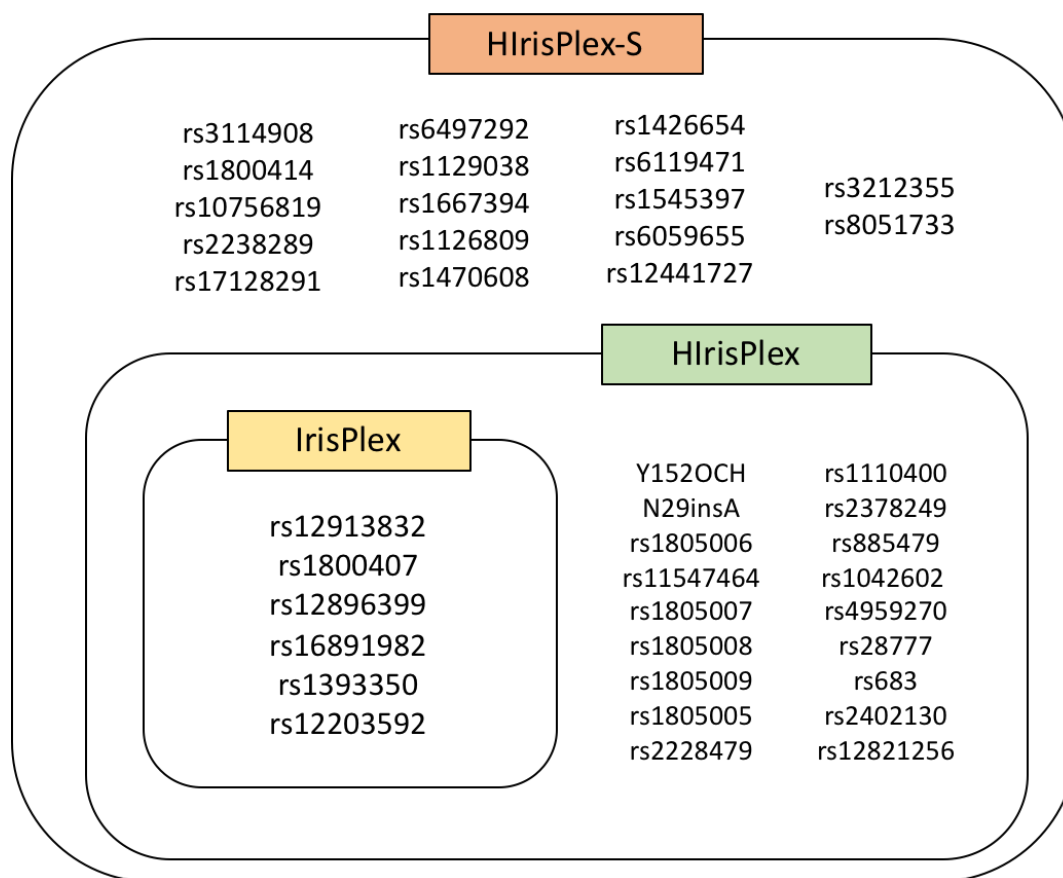 HIrisPlex-S
rs3114908
rs1800414
rs10756819
rs2238289
rs17128291
rs6497292
rs1129038
rs1667394
rs1126809
rs1470608
rs1426654
rs6119471
rs1545397
rs6059655
rs12441727
rs3212355
rs8051733
HIrisPlex
IrisPlex
rs12913832
rs1800407
rs12896399
rs16891982
rs1393350
rs12203592
Y152OCH
N29insA
rs1805006
rs11547464
rs1805007
rs1805008
rs1805009
rs1805005
rs2228479
rs1110400
rs2378249
rs885479
rs1042602
rs4959270
rs28777
rs683
rs2402130
rs12821256